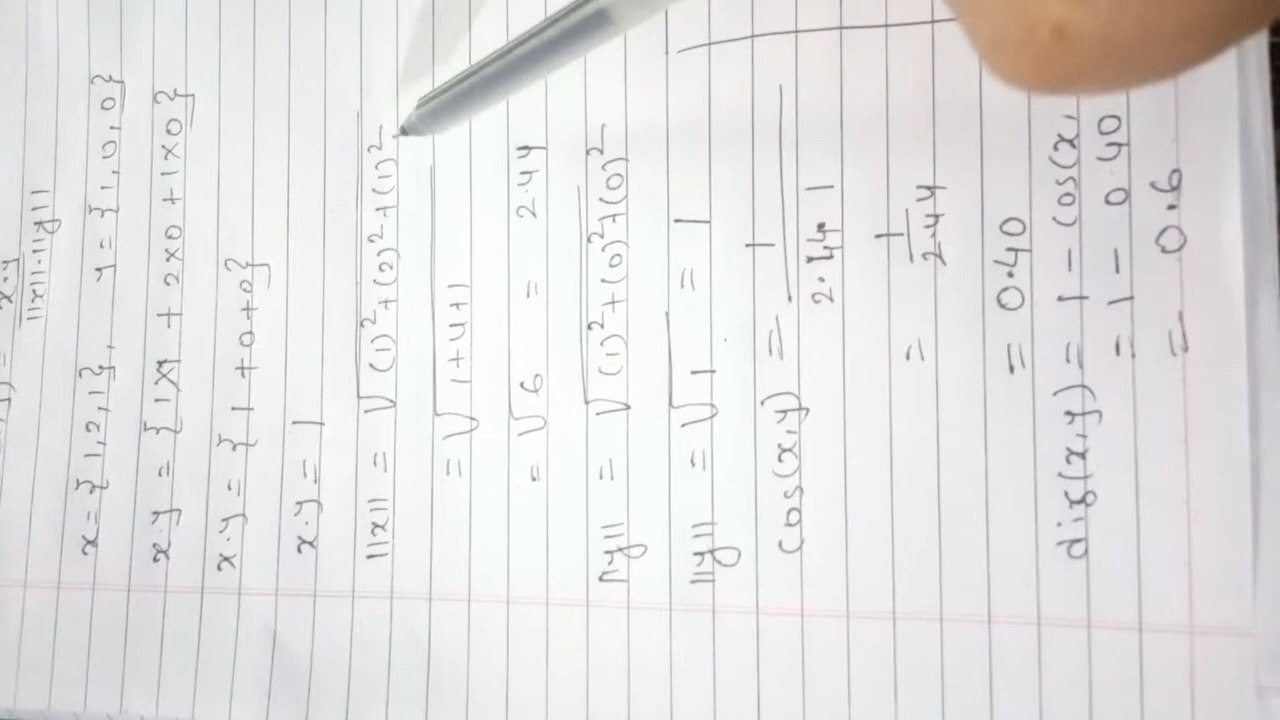 x·y
||x||·||y||
x = {1,2,1}, y = {1,0,0}
x·y = {1×1 + 2×0 + 1×0}
x·y = {1 + 0 + 0}
x·y = 1
||x|| = √(1)²+(2)²+(1)²
= √1+4+1
= √6 = 2.44
||y|| = √(1)²+(0)²+(0)²
||y|| = √1 = 1
Cos(x,y) = 1
2.44 · 1
= 1
2.44
= 0.40
dis(x,y) = 1 - cos(x,
= 1 - 0.40
= 0.6